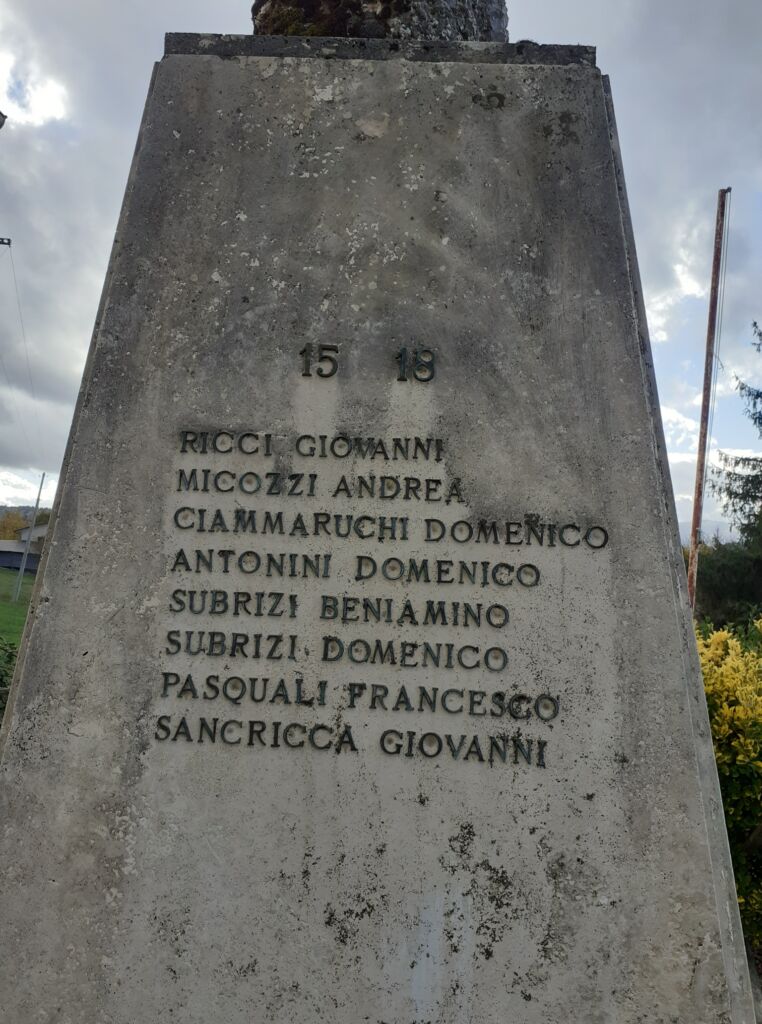 15 18
RICCI GIOVANNI
MICOZZI ANDREA
CIAMMARUCHI DOMENICO
ANTONINI DOMENICO
SUBRIZI BENIAMINO
SUBRIZI DOMENICO
PASQUALI FRANCESCO
SANCRICCA GIOVANNI